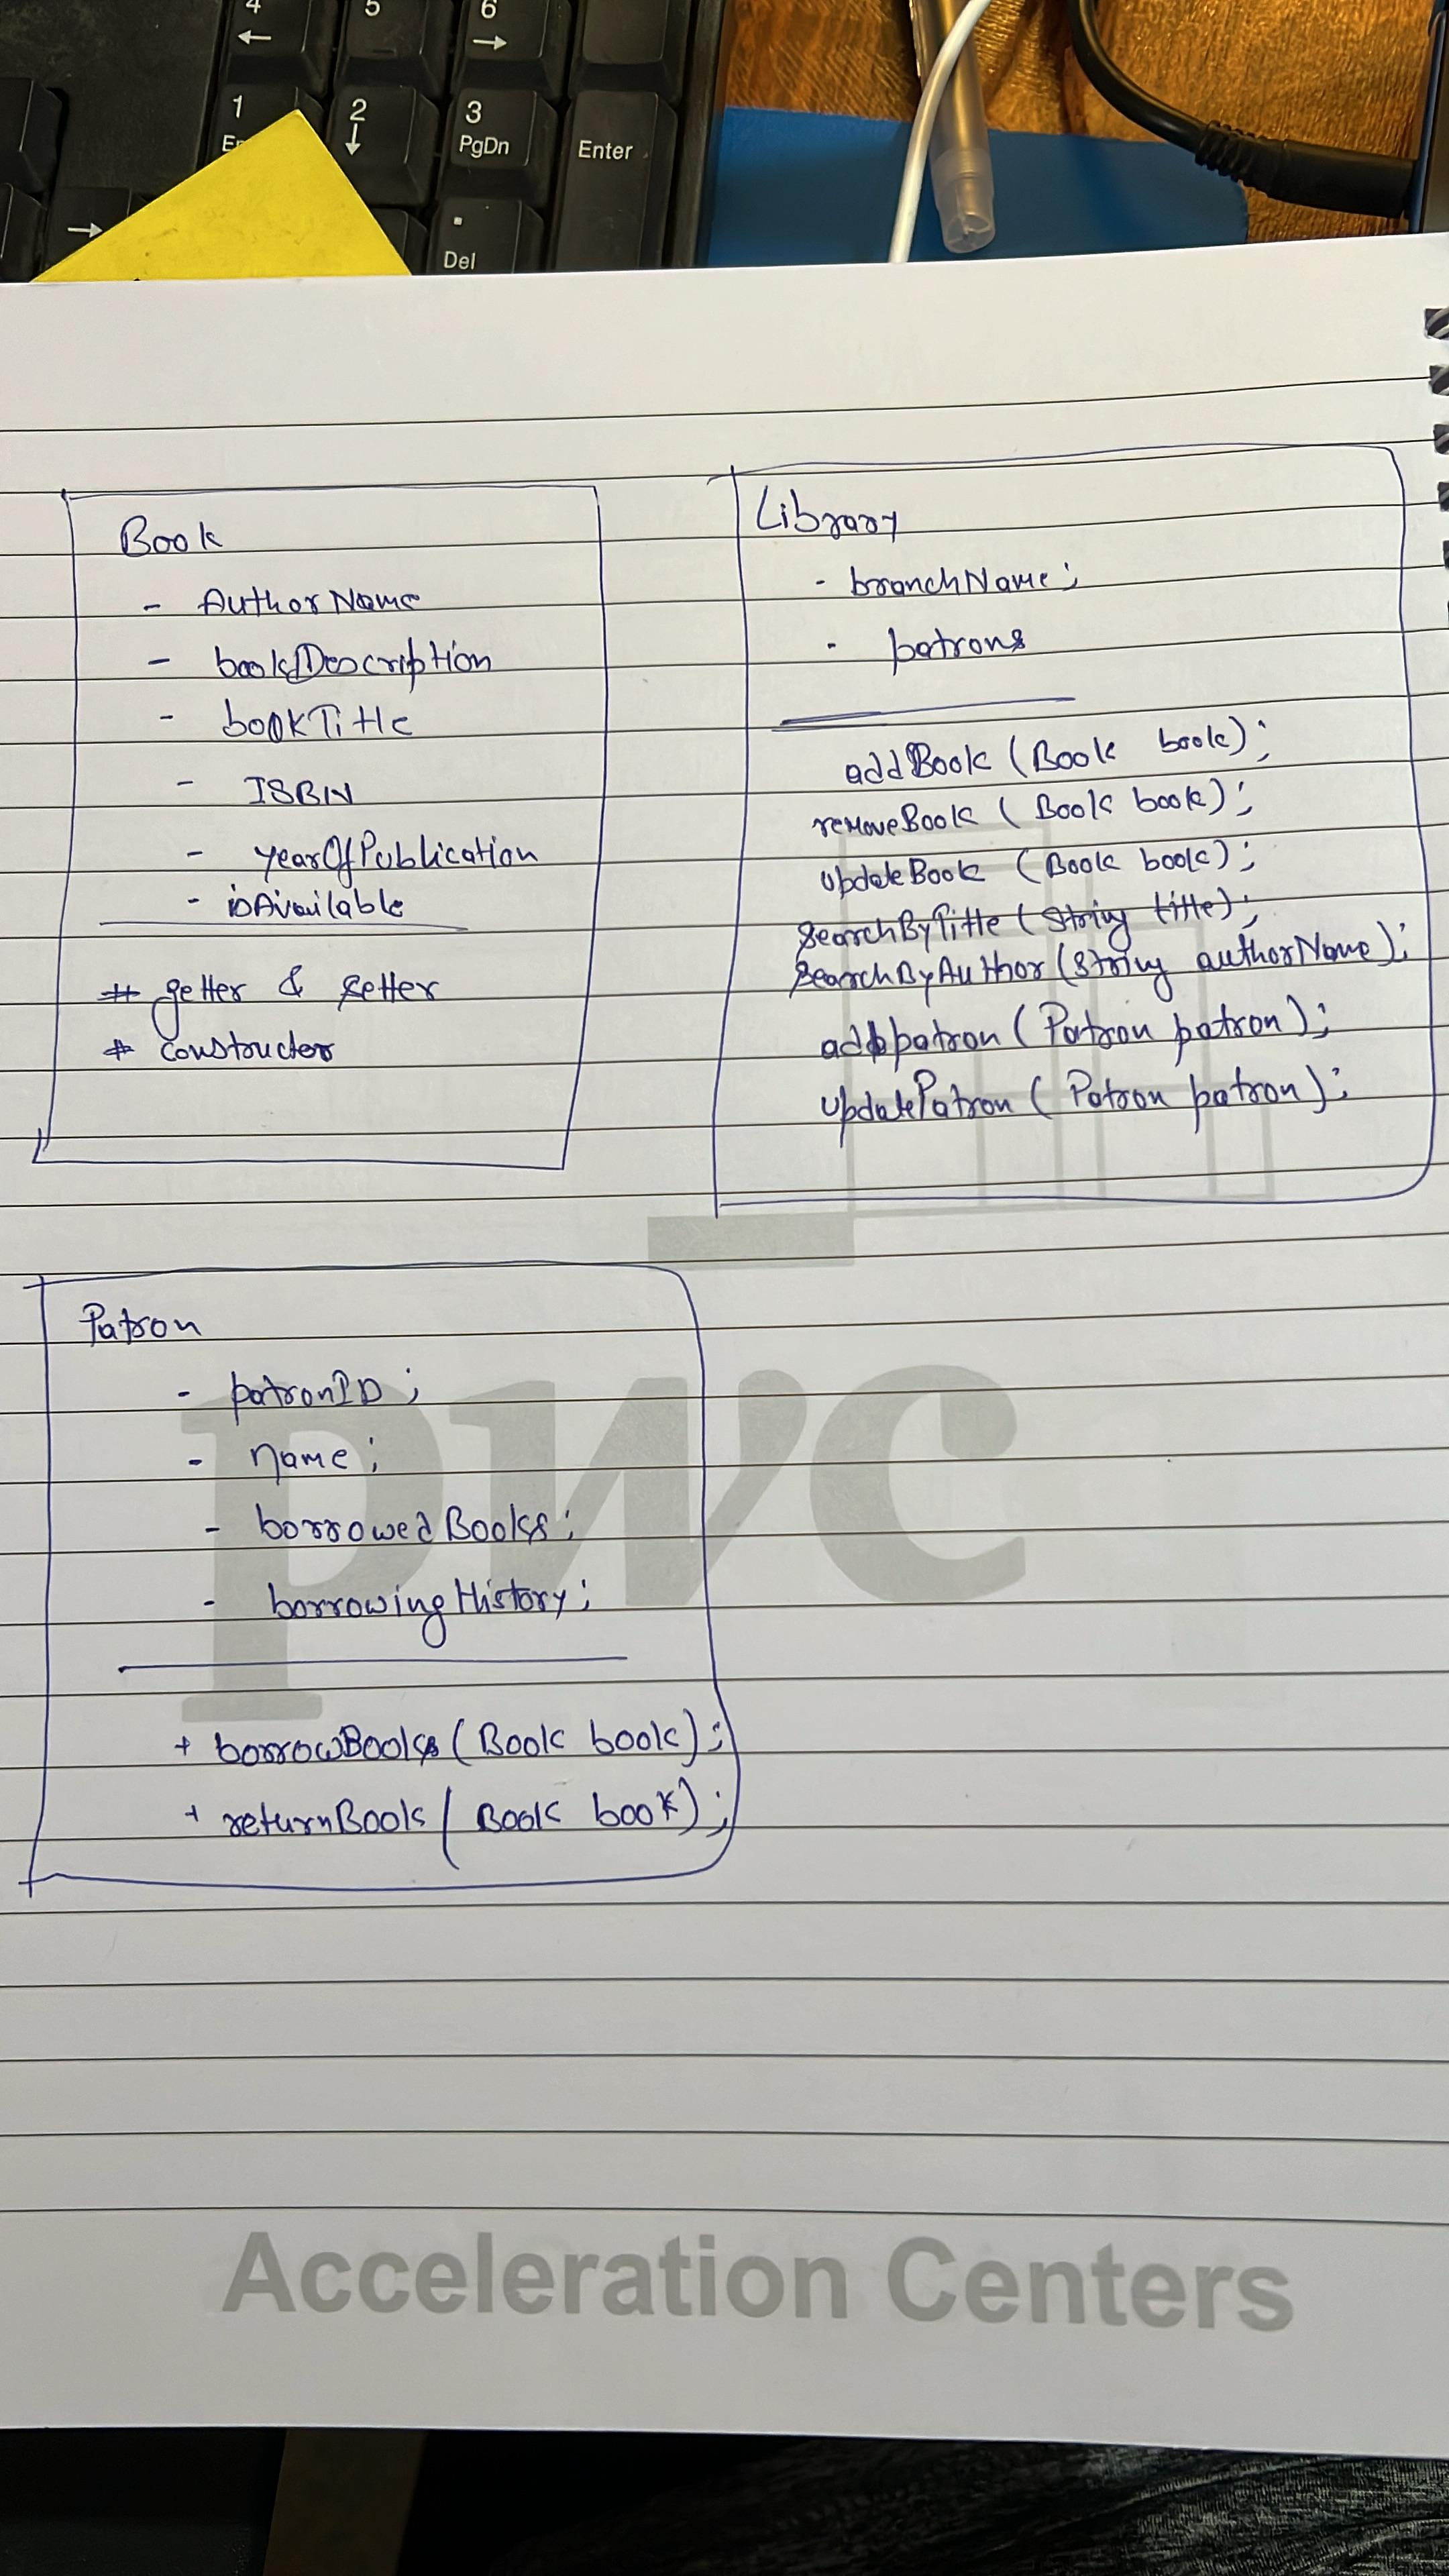 4
←
5
6
→
1
2
↓
3
PgDn
Enter
→
.
Del
Book
- AuthorName
- bookDescription
- bookTitle
- ISBN
- yearOfPublication
- isAvailable
# getter & setter
# constructor
Library
- branchName;
- patrons
addBook (Book book);
removeBook (Book book);
updateBook (Book book);
searchByTitle (String title);
searchByAuthor (String authorName);
addpatron (Patron patron);
updatePatron (Patron patron);
Patron
- patronID;
- name;
- borrowedBooks;
- borrowingHistory;
+ borrowBooks (Book book);
+ returnBook (Book book);
pwc
Acceleration Centers